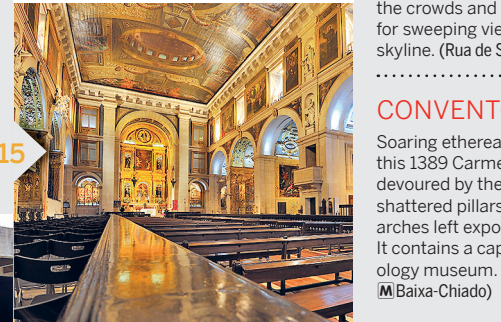 the crowds and
for sweeping vie
skyline. (Rua de S
15
CONVENT
Soaring etherea
this 1389 Carme
devoured by the
shattered pillars
arches left expo
It contains a cap
ology museum.
M Baixa-Chiado)